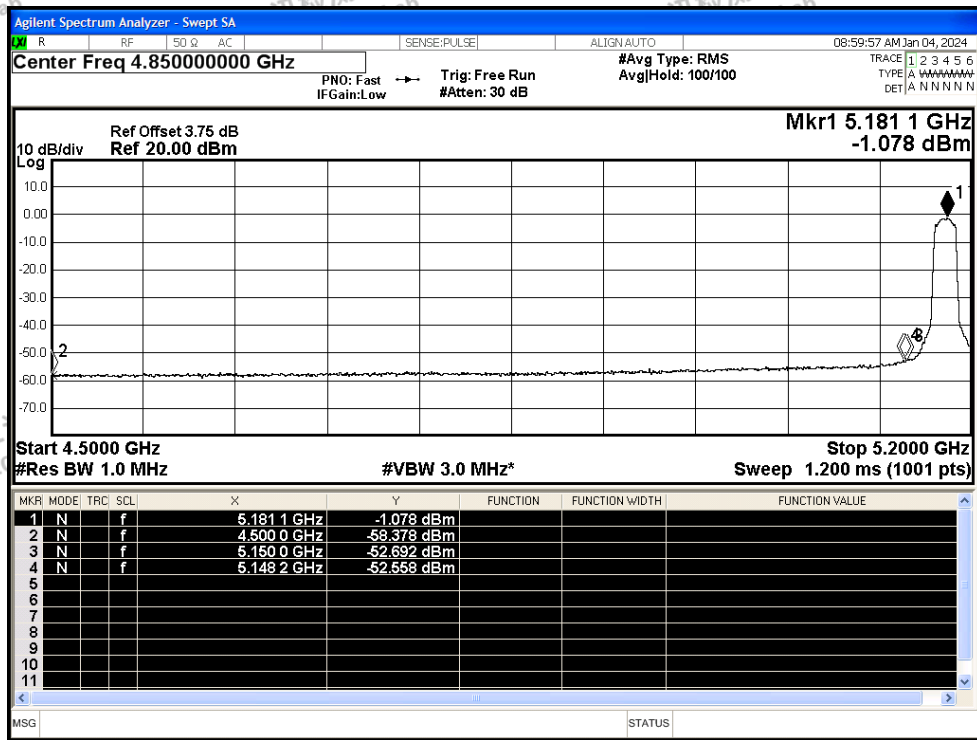 Agilent Spectrum Analyzer - Swept SA
LXI R RF 50 Ω AC SENSE:PULSE ALIGN AUTO 08:59:57 AM Jan 04, 2024
Center Freq 4.850000000 GHz
PNO: Fast
IFGain:Low
Trig: Free Run
#Atten: 30 dB
#Avg Type: RMS
Avg|Hold: 100/100
TRACE 1 2 3 4 5 6
TYPE A WWWWW
DET A N N N N N
Mkr1 5.181 1 GHz
-1.078 dBm
Ref Offset 3.75 dB
10 dB/div Ref 20.00 dBm
Log
10.0
0.00
-10.0
-20.0
-30.0
-40.0
-50.0
-60.0
-70.0
1
2
4
3
Start 4.5000 GHz Stop 5.2000 GHz
#Res BW 1.0 MHz #VBW 3.0 MHz* Sweep 1.200 ms (1001 pts)
MKR MODE TRC SCL X Y FUNCTION FUNCTION WIDTH FUNCTION VALUE
1 N f 5.181 1 GHz -1.078 dBm
2 N f 4.500 0 GHz -58.378 dBm
3 N f 5.150 0 GHz -52.692 dBm
4 N f 5.148 2 GHz -52.558 dBm
5
6
7
8
9
10
11
MSG STATUS